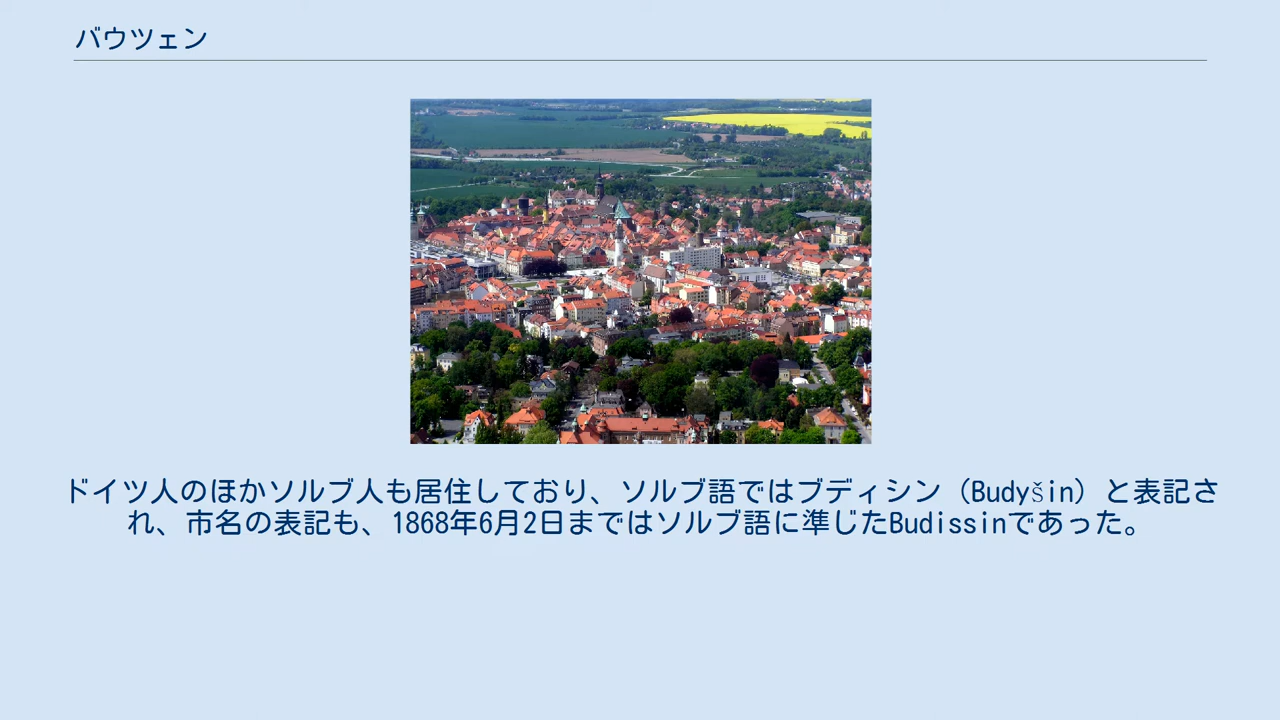 バウツェン
ドイツ人のほかソルブ人も居住しており、ソルブ語ではブディシン（Budyšin）と表記さ
れ、市名の表記も、1868年6月2日まではソルブ語に準じたBudissinであった。